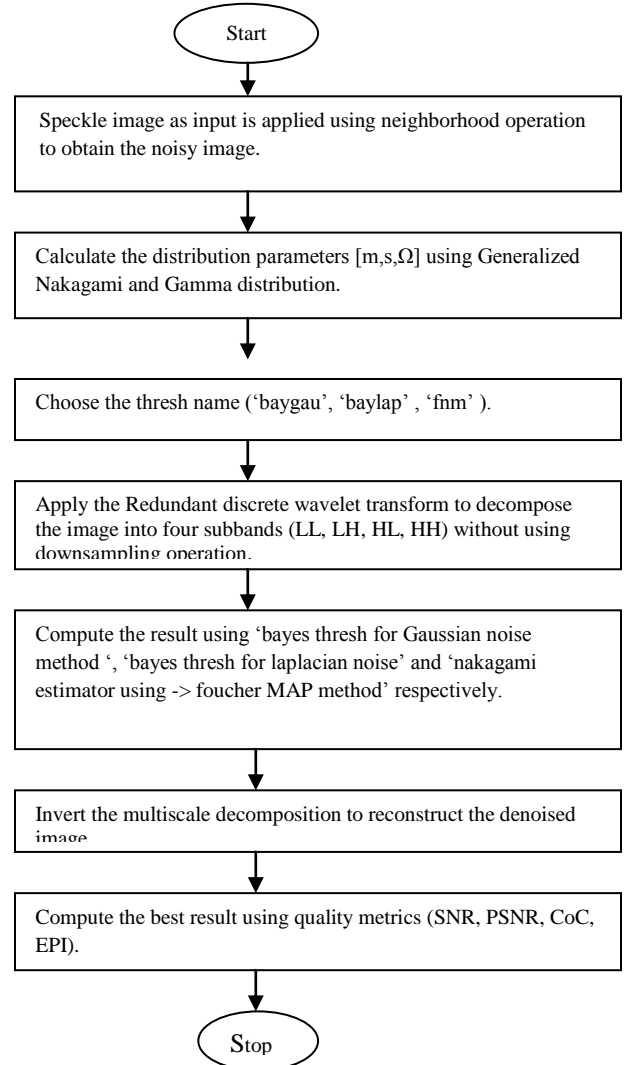 Start
Speckle image as input is applied using neighborhood operation
to obtain the noisy image.
Calculate the distribution parameters [m,s,Ω] using Generalized
Nakagami and Gamma distribution.
Choose the thresh name (‘baygau’, ‘baylap’ , ‘fnm’ ).
Apply the Redundant discrete wavelet transform to decompose
the image into four subbands (LL, LH, HL, HH) without using
downsampling operation.
Compute the result using ‘bayes thresh for Gaussian noise
method ‘, ‘bayes thresh for laplacian noise’ and ‘nakagami
estimator using -> foucher MAP method’ respectively.
Invert the multiscale decomposition to reconstruct the denoised
image
Compute the best result using quality metrics (SNR, PSNR, CoC,
EPI).
Stop